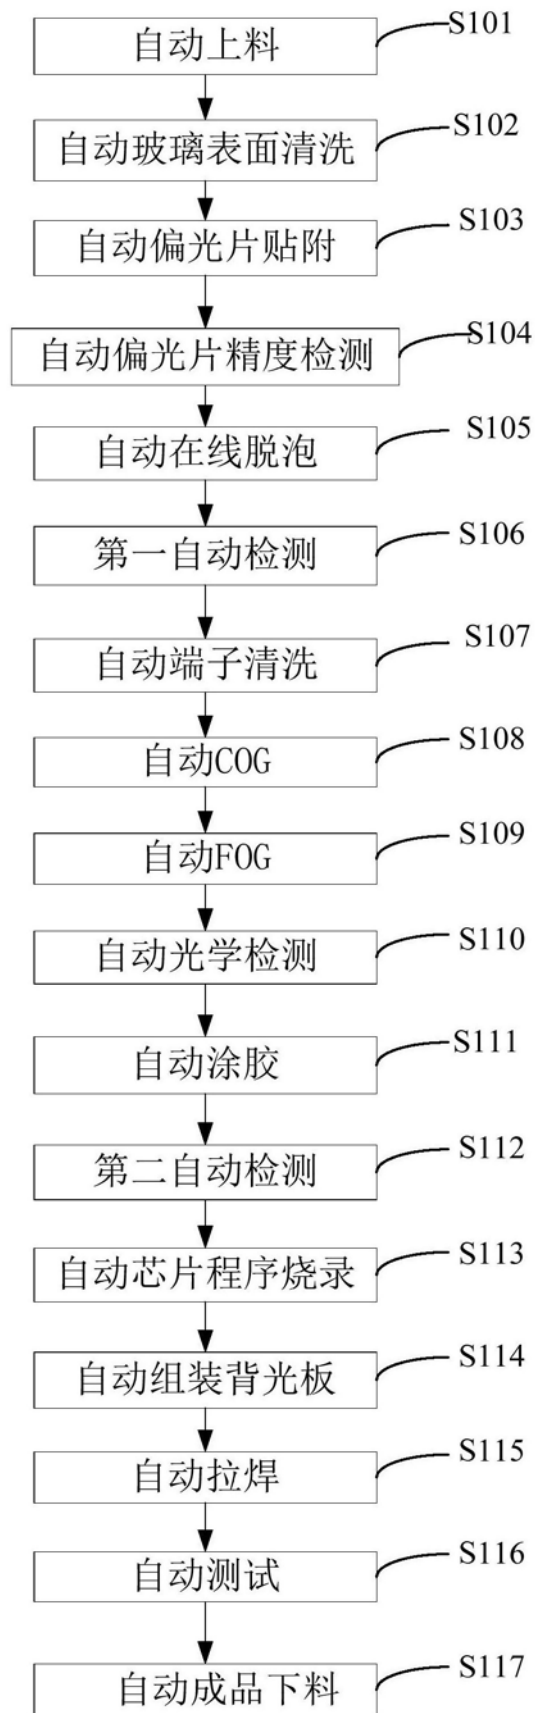 自动上料 S101
自动玻璃表面清洗 S102
自动偏光片贴附 S103
自动偏光片精度检测 S104
自动在线脱泡 S105
第一自动检测 S106
自动端子清洗 S107
自动COG S108
自动FOG S109
自动光学检测 S110
自动涂胶 S111
第二自动检测 S112
自动芯片程序烧录 S113
自动组装背光板 S114
自动拉焊 S115
自动测试 S116
自动成品下料 S117